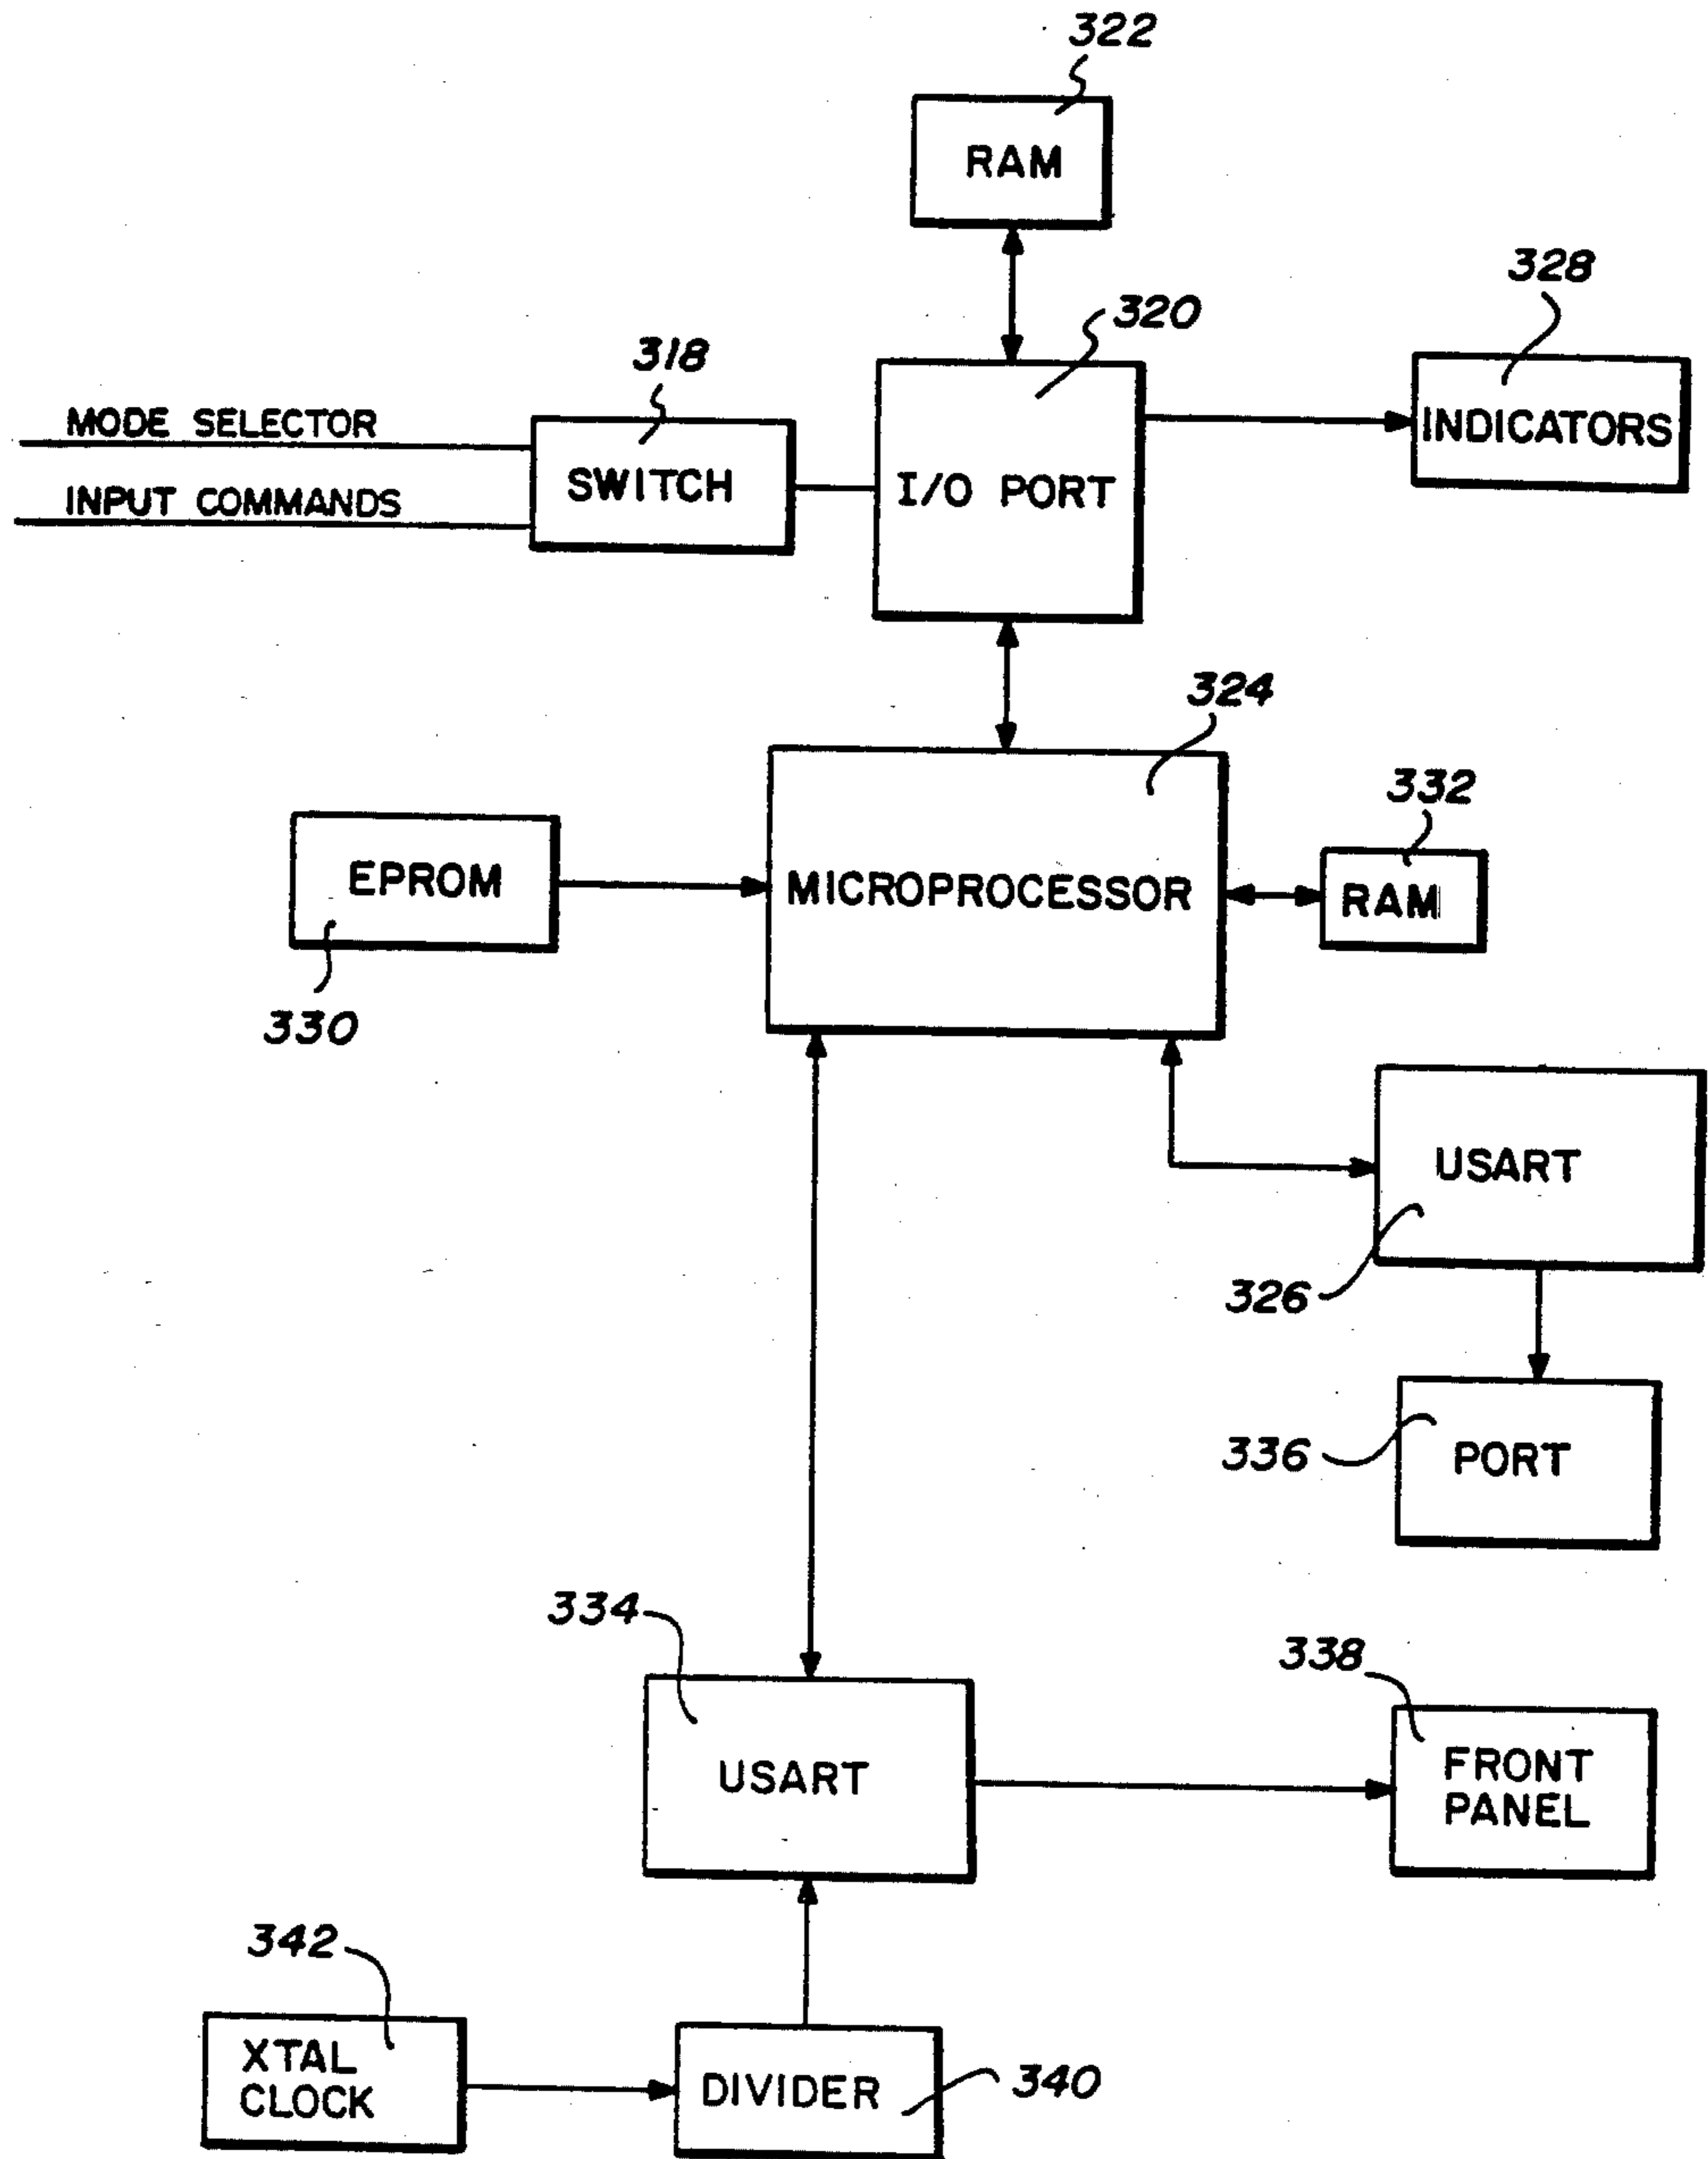 322
RAM
328
320
318
MODE SELECTOR
INDICATORS
SWITCH
I/O PORT
INPUT COMMANDS
324
332
EPROM
MICROPROCESSOR
RAM
330
USART
326
336
PORT
334
338
USART
FRONT
PANEL
342
XTAL
CLOCK
DIVIDER
340